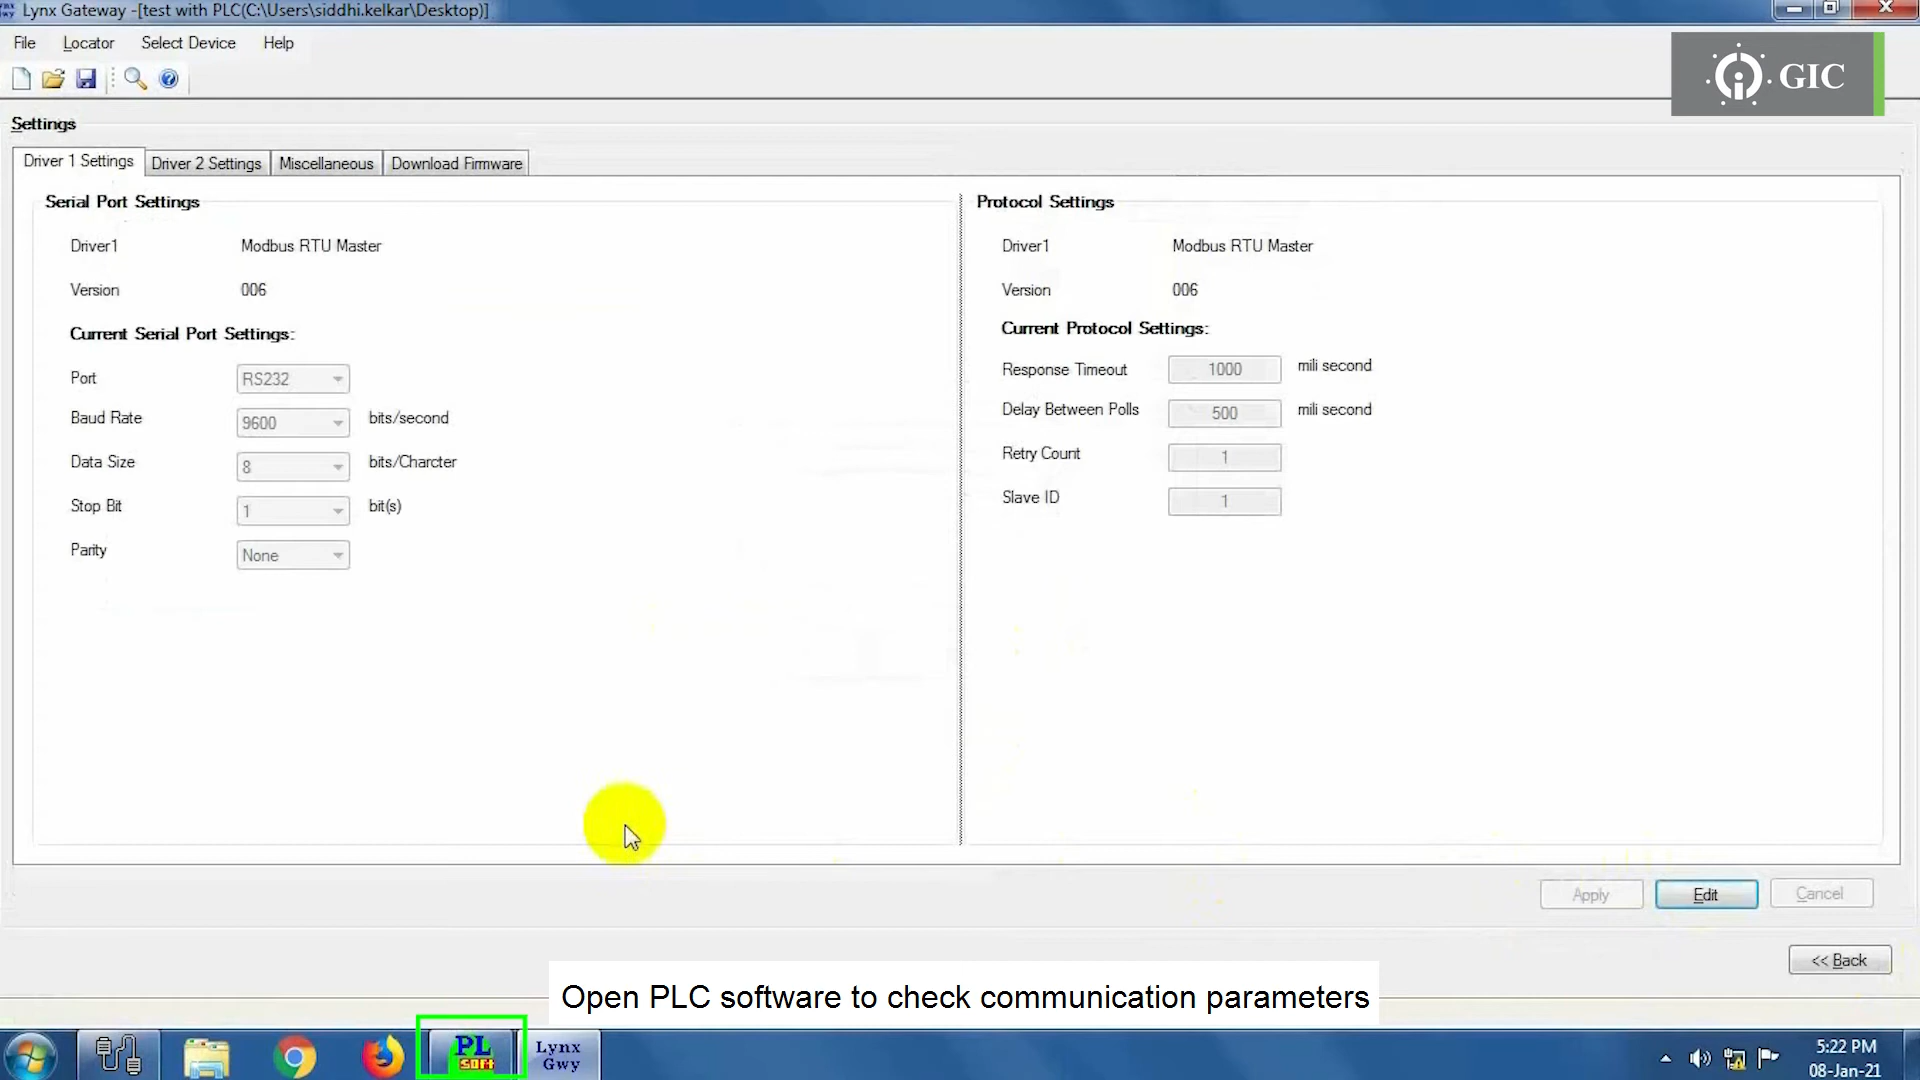 Lynx Gateway -[test with PLC(C:\Users\siddhi.kelkar\Desktop)]
File Locator Select Device Help
GIC
Settings
Driver 1 Settings Driver 2 Settings Miscellaneous Download Firmware
Serial Port Settings
Driver1 Modbus RTU Master
Version 006
Current Serial Port Settings:
Port RS232
Baud Rate 9600 bits/second
Data Size 8 bits/Charcter
Stop Bit 1 bit(s)
Parity None
Protocol Settings
Driver1 Modbus RTU Master
Version 006
Current Protocol Settings:
Response Timeout 1000 mili second
Delay Between Polls 500 mili second
Retry Count 1
Slave ID 1
Apply Edit Cancel
<< Back
Open PLC software to check communication parameters
PL
soft
Lynx
Gwy
5:22 PM
08-Jan-21